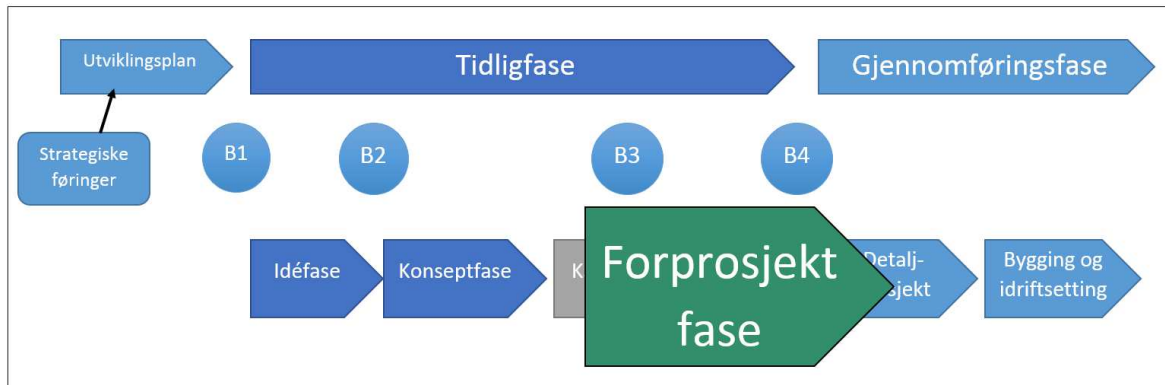 Utviklingsplan
Tidligfase
Gjennomføringsfase
Strategiske
føringer
B1
B2
B3
B4
Idéfase
Konseptfase
K
Forprosjekt
fase
Detalj-
sjekt
Bygging og
idriftsetting